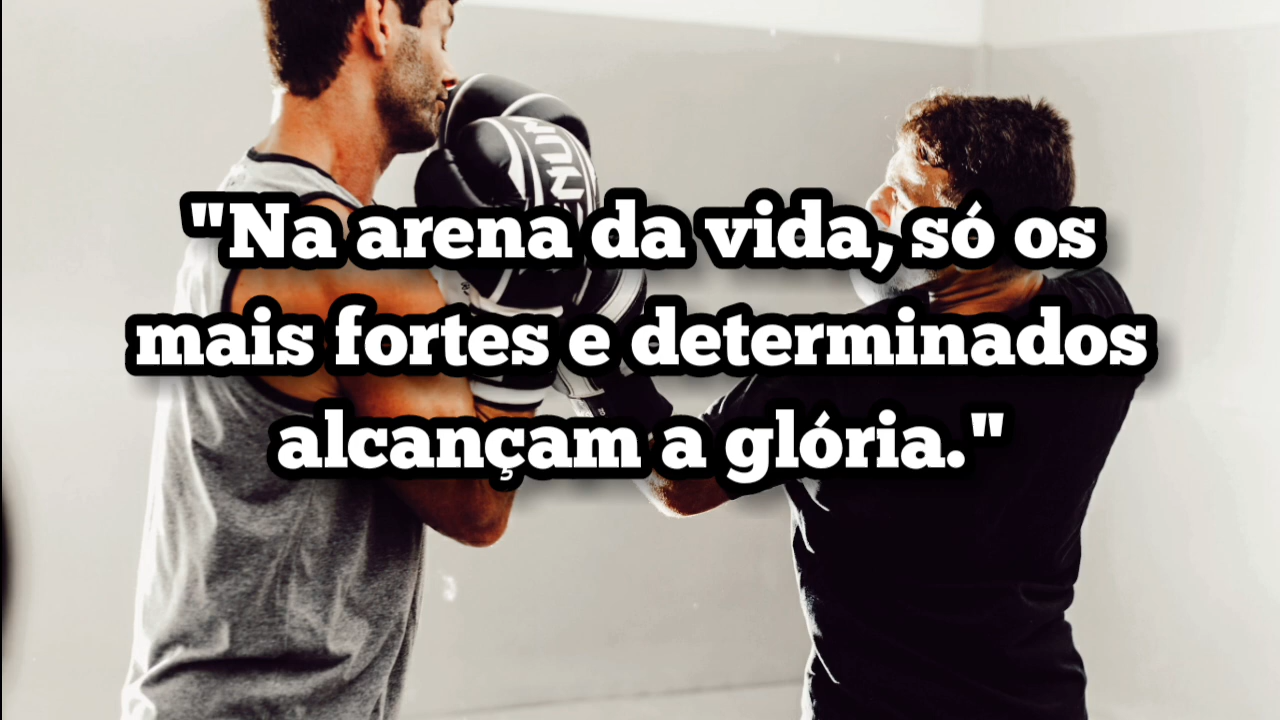 "Na arena da vida, só os
mais fortes e determinados
alcançam a glória."